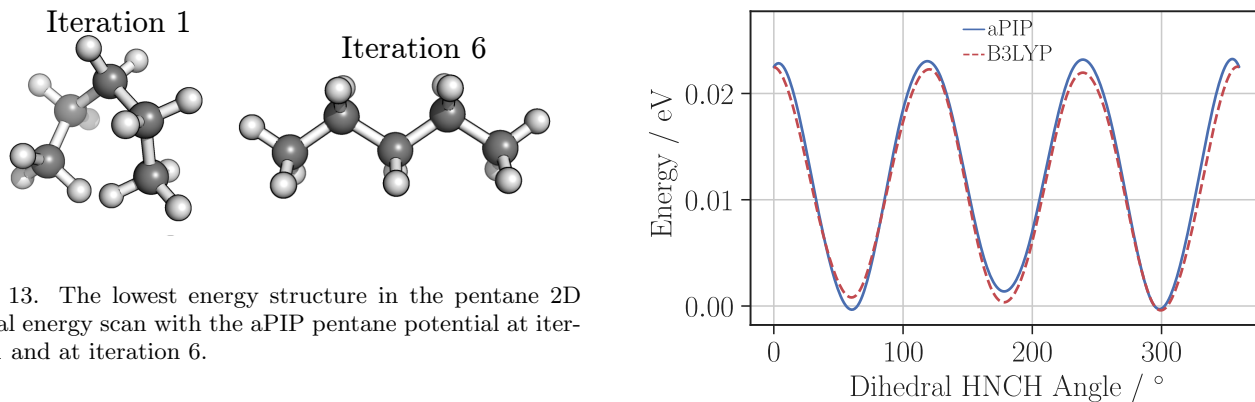 Iteration 1
Iteration 6
13. The lowest energy structure in the pentane 2D
al energy scan with the aPIP pentane potential at iter-
and at iteration 6.
aPIP
B3LYP
0.02
0.01
0.00
Energy / eV
0 100 200 300
Dihedral HNCH Angle / °